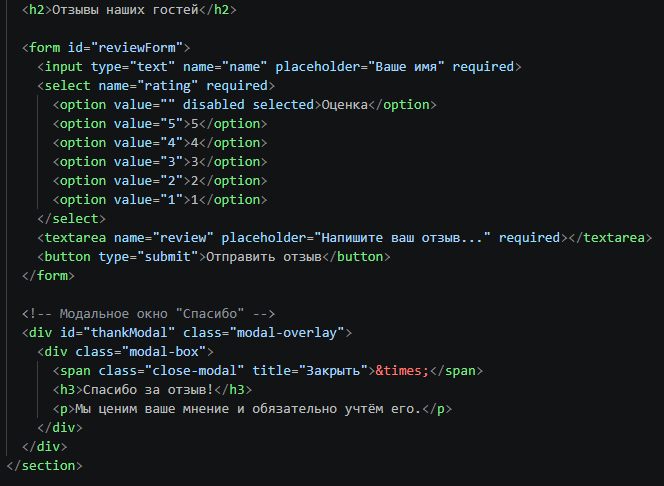 <h2>Отзывы наших гостей</h2>
<form id="reviewForm">
<input type="text" name="name" placeholder="Ваше имя" required>
<select name="rating" required>
<option value="" disabled selected>Оценка</option>
<option value="5">5</option>
<option value="4">4</option>
<option value="3">3</option>
<option value="2">2</option>
<option value="1">1</option>
</select>
<textarea name="review" placeholder="Напишите ваш отзыв..." required></textarea>
<button type="submit">Отправить отзыв</button>
</form>
<!-- Модальное окно "Спасибо" -->
<div id="thankModal" class="modal-overlay">
<div class="modal-box">
<span class="close-modal" title="Закрыть">&times;</span>
<h3>Спасибо за отзыв!</h3>
<p>Мы ценим ваше мнение и обязательно учтём его.</p>
</div>
</div>
</section>